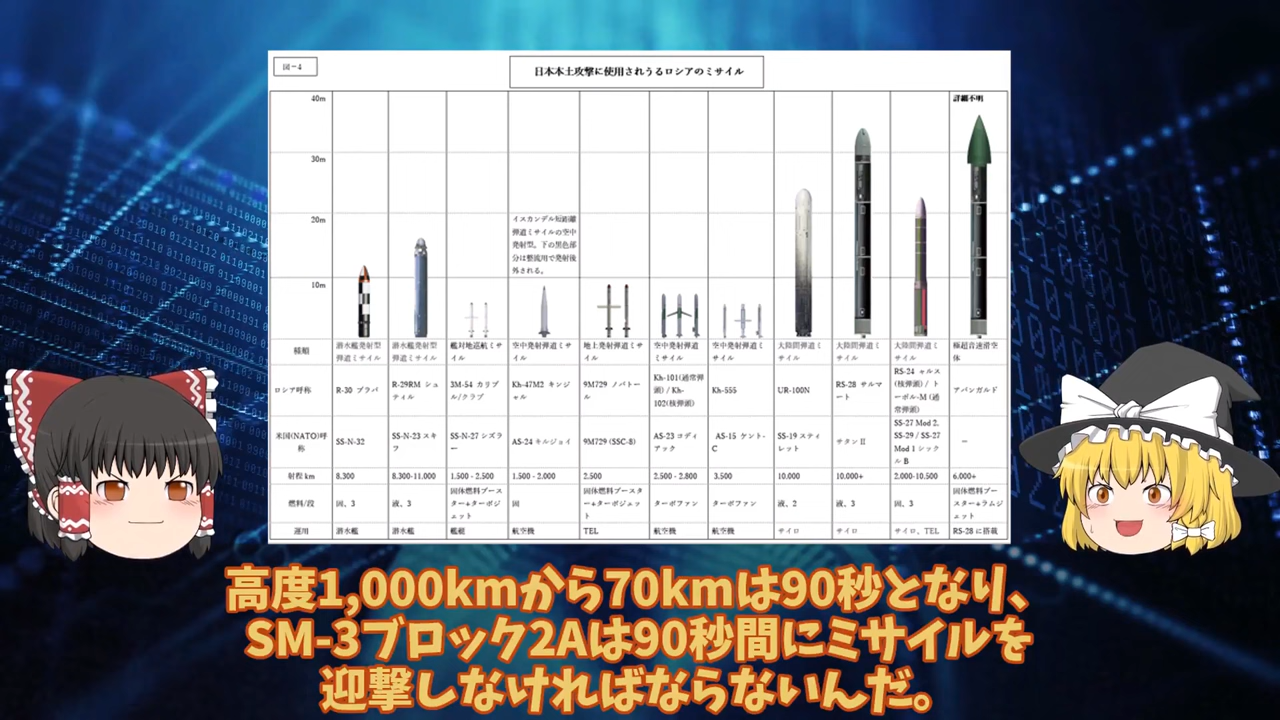 図－4
日本本土攻撃に使用されうるロシアのミサイル
40m
30m
20m
10m
詳細不明
イスカンデル短距離
弾道ミサイルの空中
発射型。下の黒色部
分は整流用で発射後
外される。
種類
潜水艦発射型
弾道ミサイル
潜水艦発射型
弾道ミサイル
艦対地巡航ミサ
イル
空中発射弾道ミサ
イル
地上発射弾道ミサ
イル
空中発射弾道
ミサイル
空中発射弾道ミ
サイル
大陸間弾道ミ
サイル
大陸間弾道ミ
サイル
大陸間弾道ミ
サイル
極超音速滑空
体
ロシア呼称
R-30 ブラバ
R-29RM シュ
ティル
3M-54 カリブ
ル/クラブ
Kh-47M2 キンジ
ャル
9M729 ノバトー
ル
Kh-101(通常弾
頭) / Kh-
102(核弾頭)
Kh-555
UR-100N
RS-28 サルマ
ート
RS-24 ャルス
(核弾頭) / ト
ーポル-M (通
常弾頭)
アバンガルド
米国(NATO)呼
称
SS-N-32
SS-N-23 スキ
フ
SS-N-27 シズラ
ー
AS-24 キルジョイ
9M729 (SSC-8)
AS-23 コディ
アック
AS-15 ケント-
C
SS-19 スティ
レット
サタンⅡ
SS-27 Mod 2.
SS-29 / SS-27
Mod 1 シック
ル B
－
射程 km
8.300
8.300-11,000
1.500 - 2.500
1.500 - 2.000
2.500
2.500 - 2.800
3.500
10.000
10.000+
2.000-10.500
6.000+
燃料/段
固、3
液、3
固体燃料ブース
ター+ターボジ
ェット
固
固体燃料ブースタ
ー+ターボジェッ
ト
ターボファン
ターボファン
液、2
液、3
固、3
固体燃料ブー
スター+ラムジ
ェット
運用
潜水艦
潜水艦
艦艇
航空機
TEL
航空機
航空機
サイロ
サイロ
サイロ、TEL
RS-28 に搭載
高度1,000kmから70kmは90秒となり、
SM-3ブロック2Aは90秒間にミサイルを
迎撃しなければならないんだ。